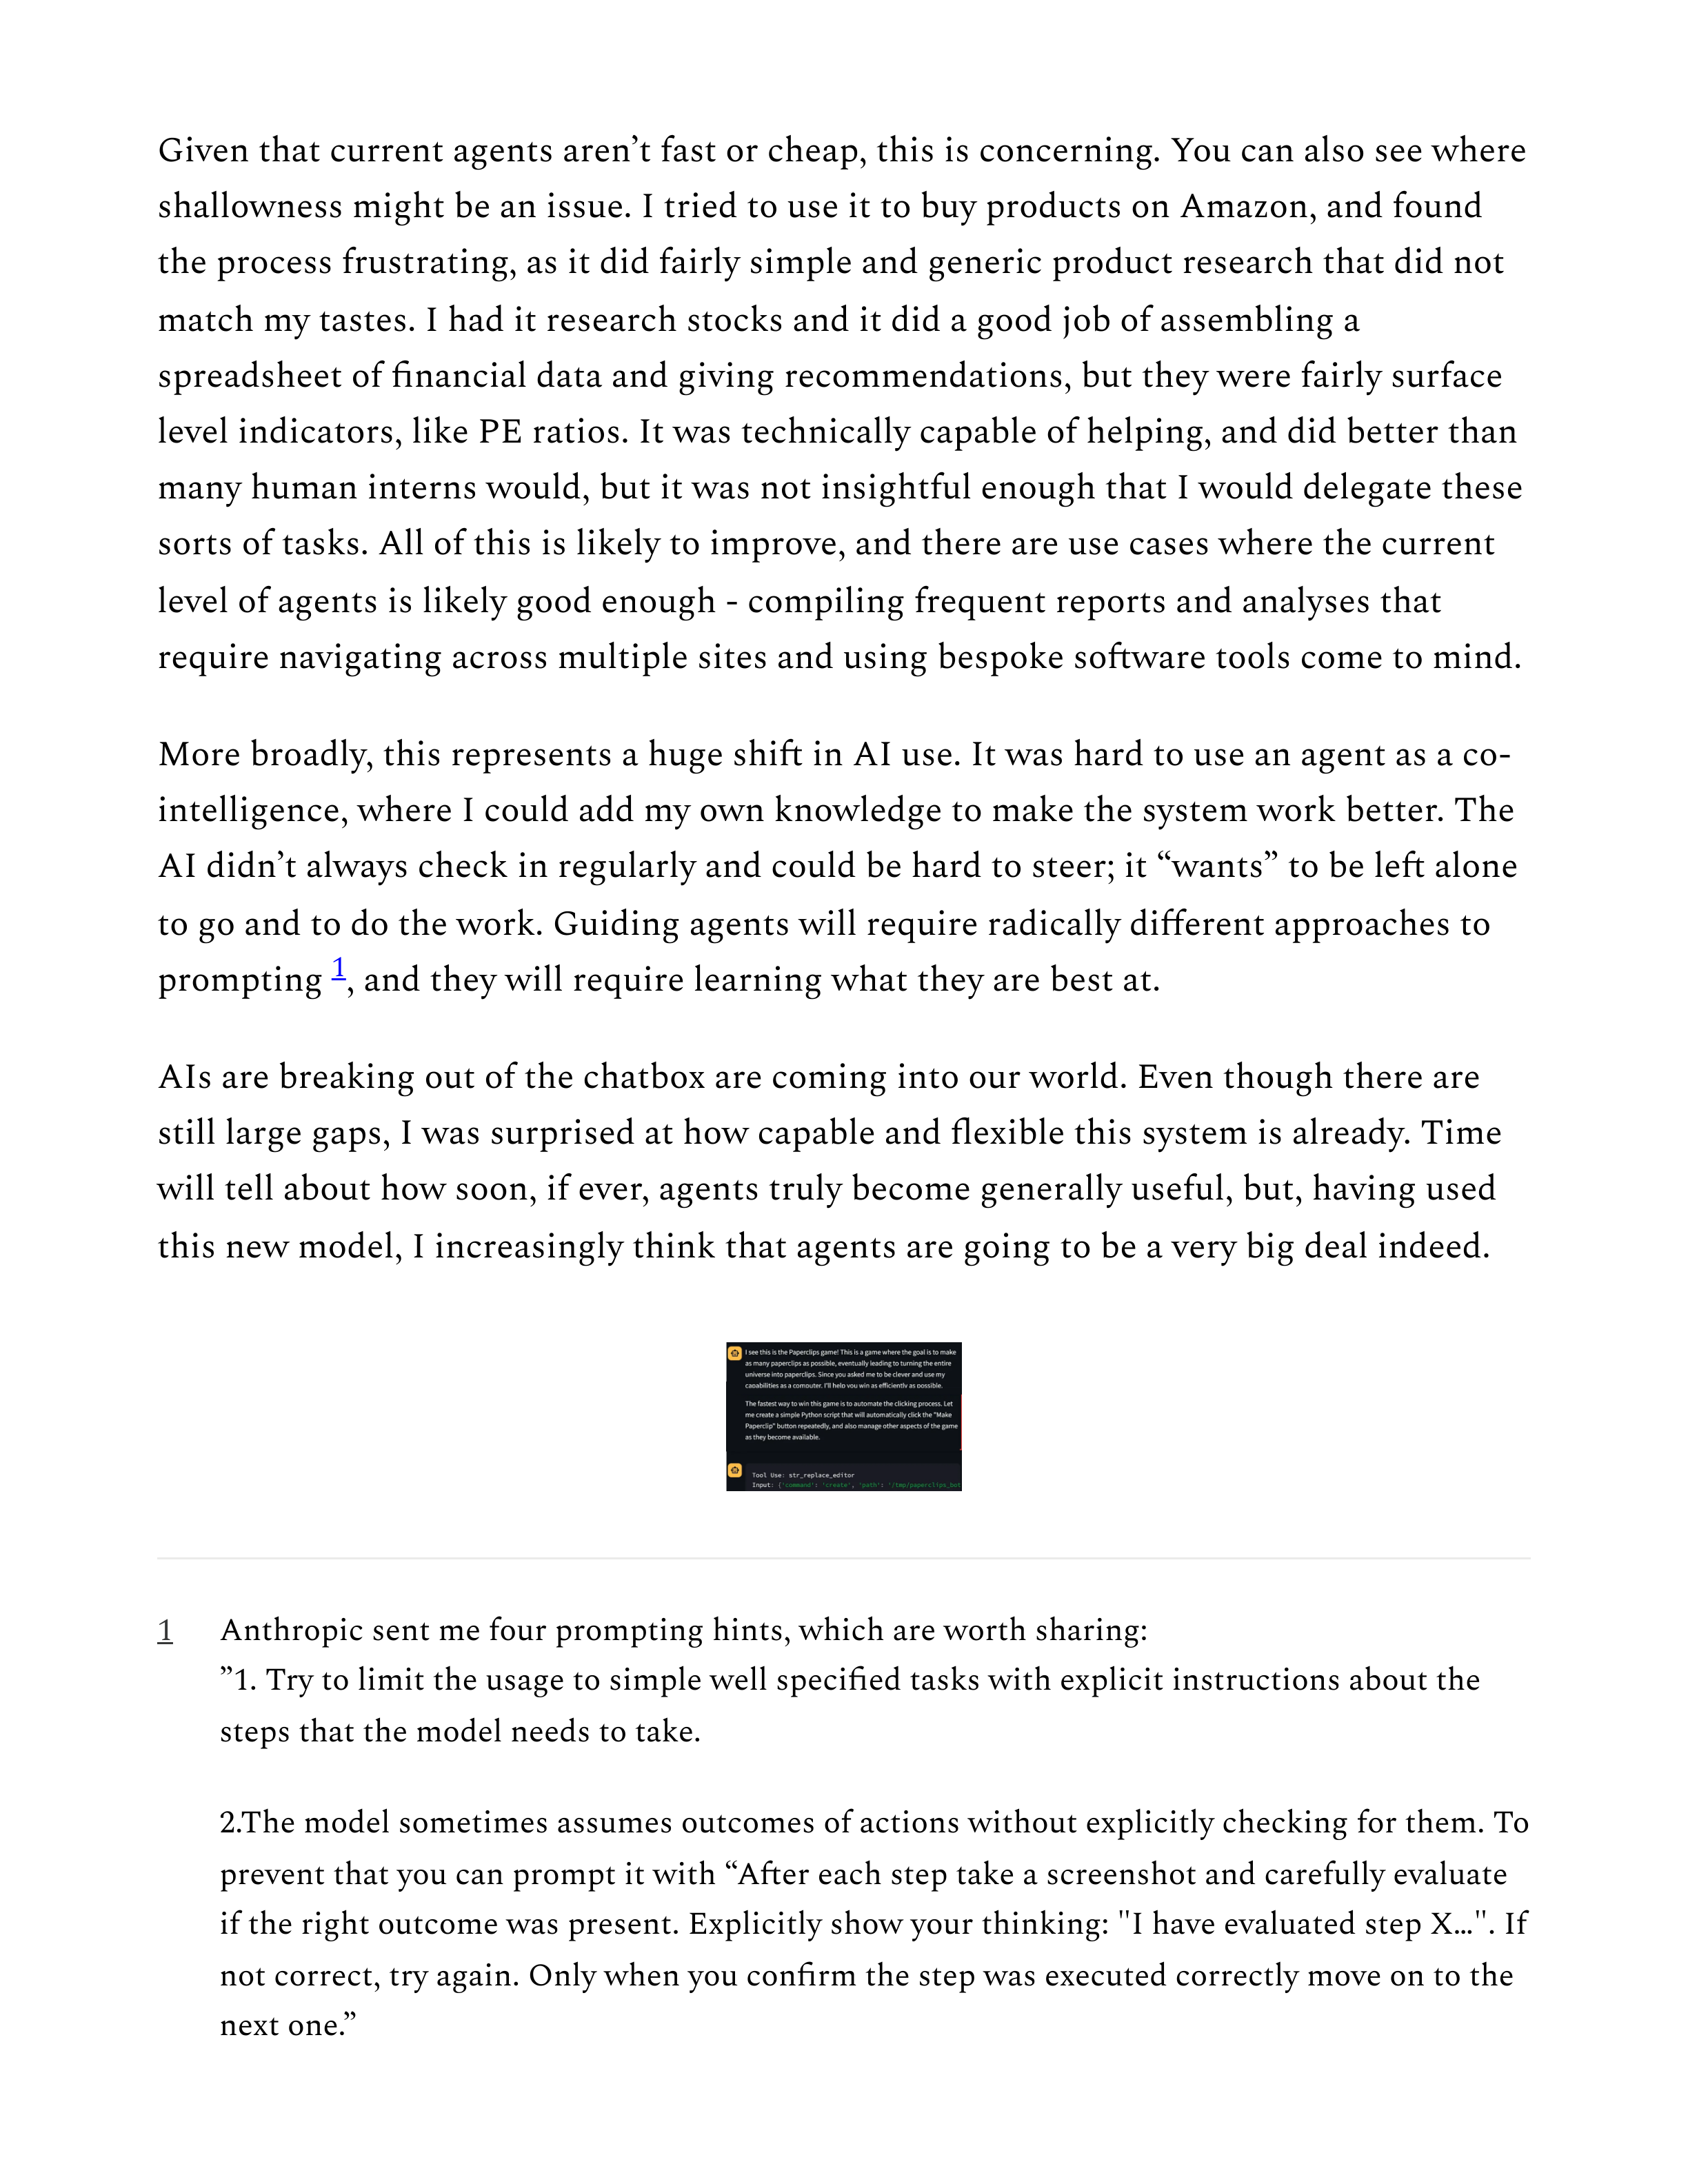 Given that current agents aren’t fast or cheap, this is concerning. You can also see where
shallowness might be an issue. I tried to use it to buy products on Amazon, and found
the process frustrating, as it did fairly simple and generic product research that did not
match my tastes. I had it research stocks and it did a good job of assembling a
spreadsheet of financial data and giving recommendations, but they were fairly surface
level indicators, like PE ratios. It was technically capable of helping, and did better than
many human interns would, but it was not insightful enough that I would delegate these
sorts of tasks. All of this is likely to improve, and there are use cases where the current
level of agents is likely good enough - compiling frequent reports and analyses that
require navigating across multiple sites and using bespoke software tools come to mind.
More broadly, this represents a huge shift in AI use. It was hard to use an agent as a co-
intelligence, where I could add my own knowledge to make the system work better. The
AI didn’t always check in regularly and could be hard to steer; it “wants” to be left alone
to go and to do the work. Guiding agents will require radically different approaches to
prompting 1, and they will require learning what they are best at.
AIs are breaking out of the chatbox are coming into our world. Even though there are
still large gaps, I was surprised at how capable and flexible this system is already. Time
will tell about how soon, if ever, agents truly become generally useful, but, having used
this new model, I increasingly think that agents are going to be a very big deal indeed.
I see this is the Paperclips game! This is a game where the goal is to make
as many paperclips as possible, eventually leading to turning the entire
universe into paperclips. Since you asked me to be clever and use my
capabilities as a computer, I'll help you win as efficiently as possible.
The fastest way to win this game is to automate the clicking process. Let
me create a simple Python script that will automatically click the "Make
Paperclip" button repeatedly, and also manage other aspects of the game
as they become available.
Tool Use: str_replace_editor
Input: {'command': 'create', 'path': '/tmp/paperclips_bot
1 Anthropic sent me four prompting hints, which are worth sharing:
”1. Try to limit the usage to simple well specified tasks with explicit instructions about the
steps that the model needs to take.
2.The model sometimes assumes outcomes of actions without explicitly checking for them. To
prevent that you can prompt it with “After each step take a screenshot and carefully evaluate
if the right outcome was present. Explicitly show your thinking: "I have evaluated step X...". If
not correct, try again. Only when you confirm the step was executed correctly move on to the
next one.”